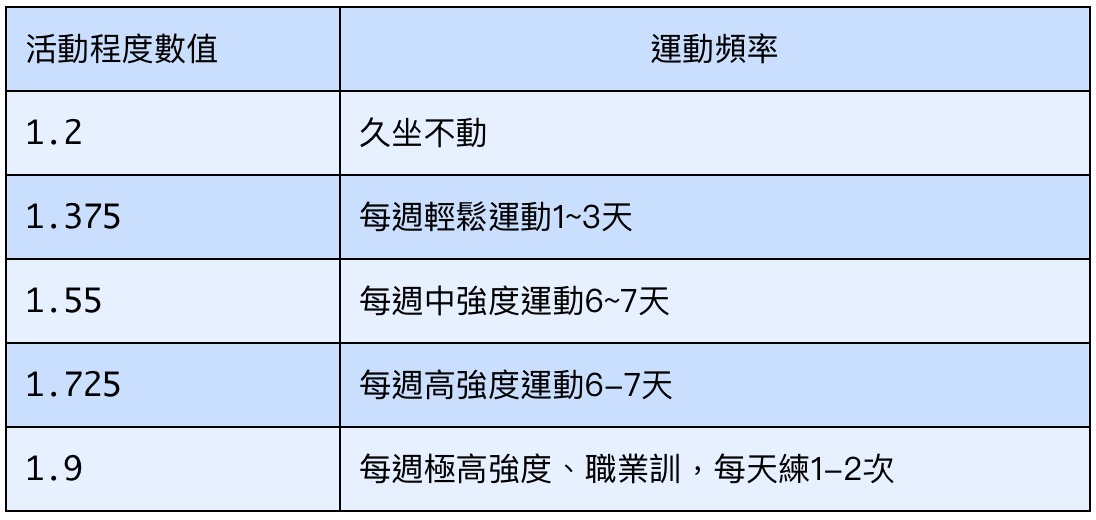 活動程度數值 運動頻率
1.2 久坐不動
1.375 每週輕鬆運動1~3天
1.55 每週中強度運動6~7天
1.725 每週高強度運動6–7天
1.9 每週極高強度、職業訓，每天練1–2次